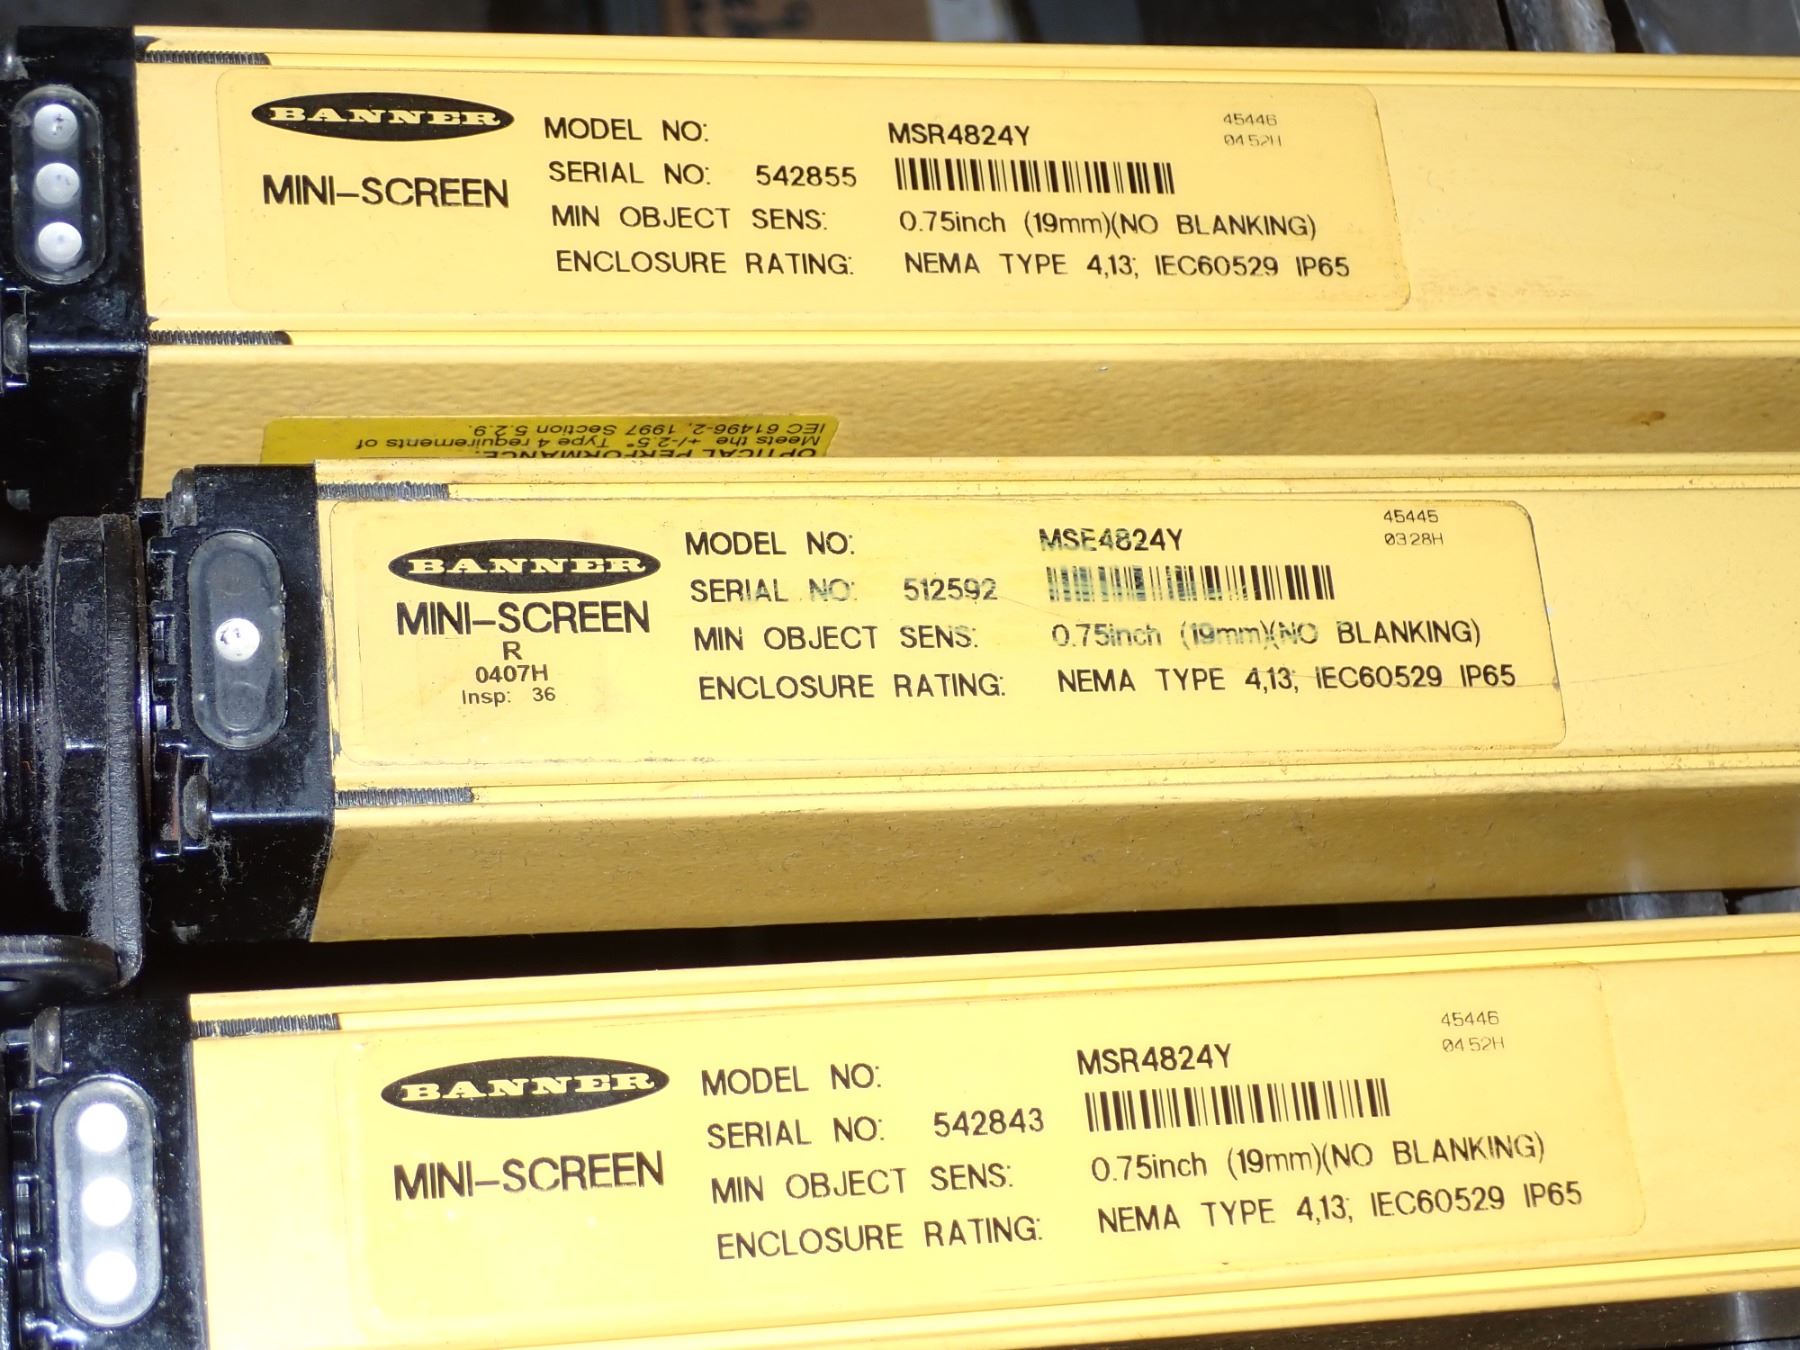 BANNER
MINI-SCREEN
MODEL NO: MSR4824Y
SERIAL NO: 542855
MIN OBJECT SENS: 0.75inch (19mm)(NO BLANKING)
ENCLOSURE RATING: NEMA TYPE 4,13; IEC60529 IP65
45446
0452H
OPTICAL PERFORMANCE:
Meets the +/-2.5° Type 4 requirements of
IEC 61496-2, 1997 Section 5.2.9.
BANNER
MINI-SCREEN
R
0407H
Insp: 36
MODEL NO: MSE4824Y
SERIAL NO: 512592
MIN OBJECT SENS: 0.75inch (19mm)(NO BLANKING)
ENCLOSURE RATING: NEMA TYPE 4,13; IEC60529 IP65
45445
0328H
BANNER
MINI-SCREEN
MODEL NO: MSR4824Y
SERIAL NO: 542843
MIN OBJECT SENS: 0.75inch (19mm)(NO BLANKING)
ENCLOSURE RATING: NEMA TYPE 4,13; IEC60529 IP65
45446
0452H